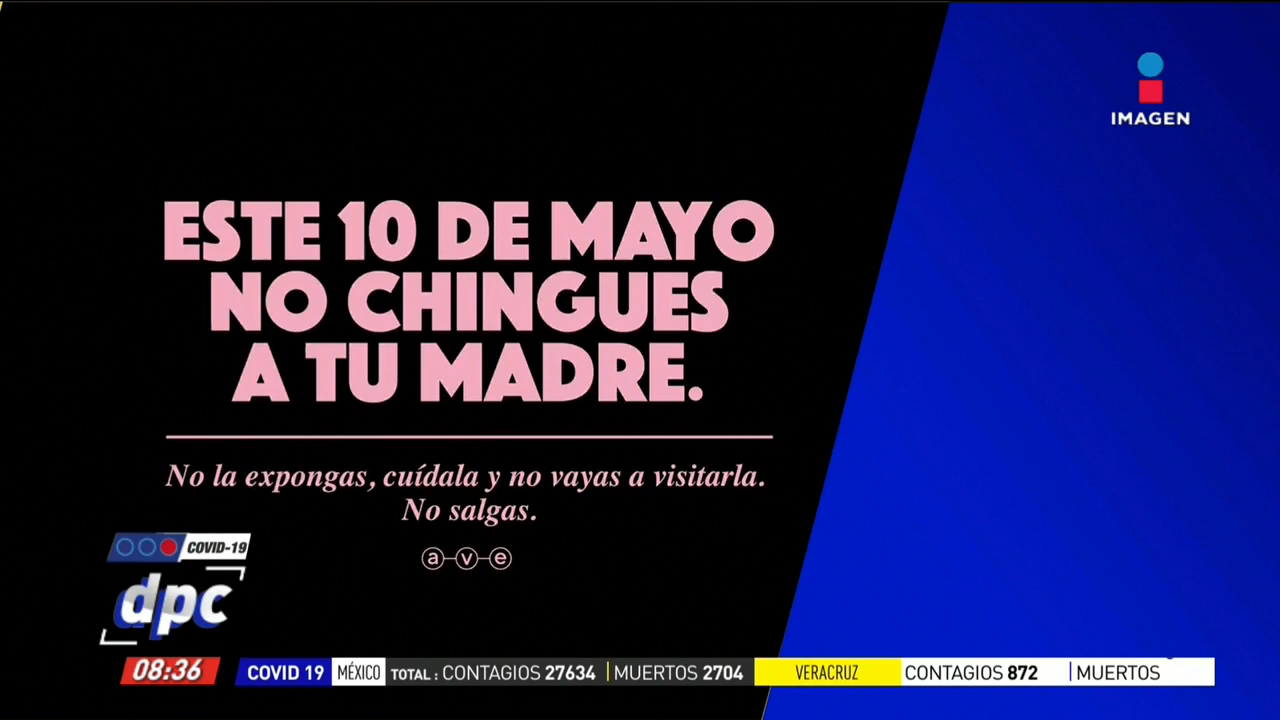 IMAGEN
ESTE 10 DE MAYO
NO CHINGUES
A TU MADRE.
No la expongas, cuídala y no vayas a visitarla.
No salgas.
a v e
COVID-19
dpc
08:36 COVID 19 MÉXICO TOTAL : CONTAGIOS 27634 MUERTOS 2704 VERACRUZ CONTAGIOS 872 MUERTOS